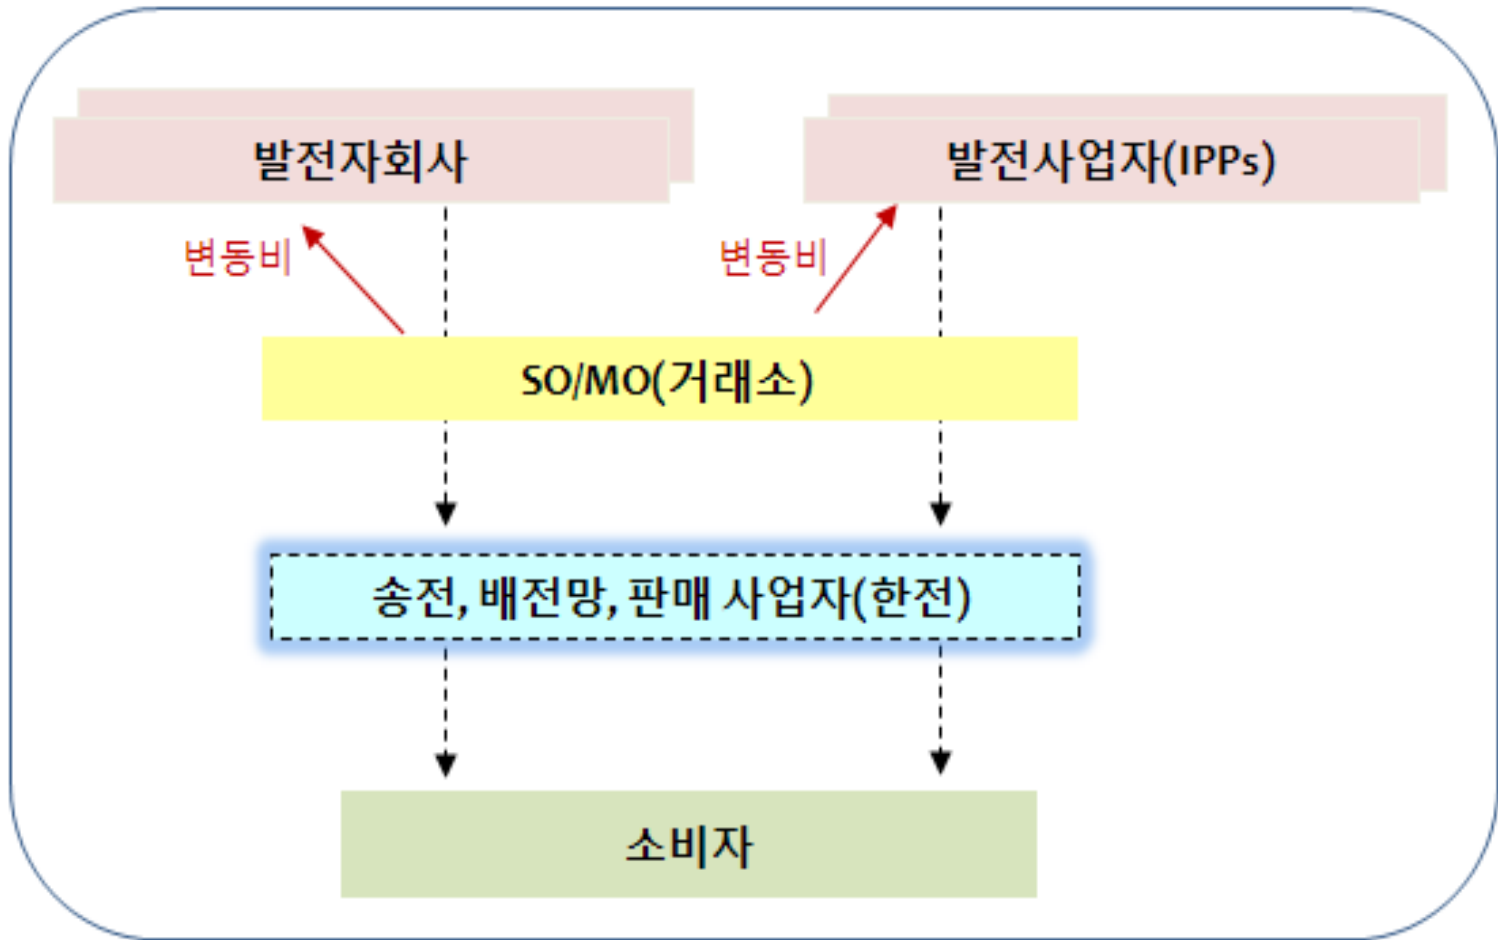 발전자회사
발전사업자(IPPs)
변동비
변동비
SO/MO(거래소)
송전, 배전망, 판매 사업자(한전)
소비자